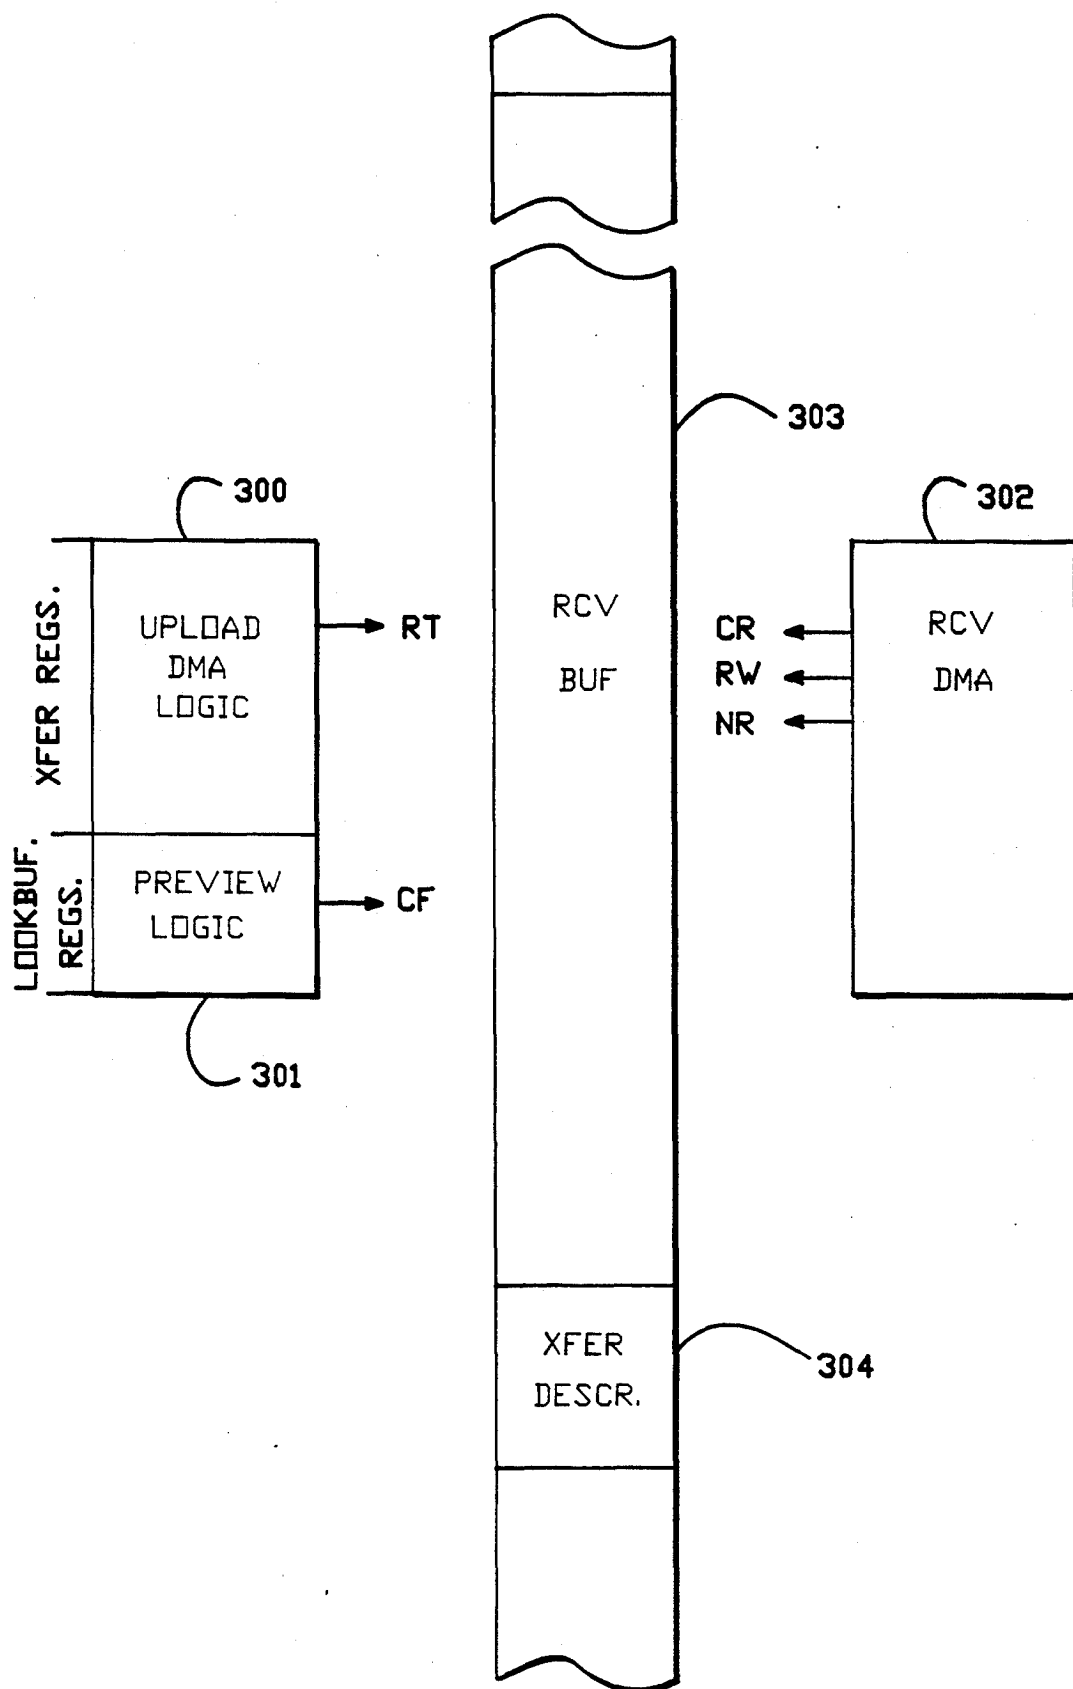 303
300
302
XFER REGS.
UPLOAD
DMA
LOGIC
RT
RCV
BUF
CR
RW
NR
RCV
DMA
LOOKBUF.
REGS.
PREVIEW
LOGIC
CF
301
XFER
DESCR.
304